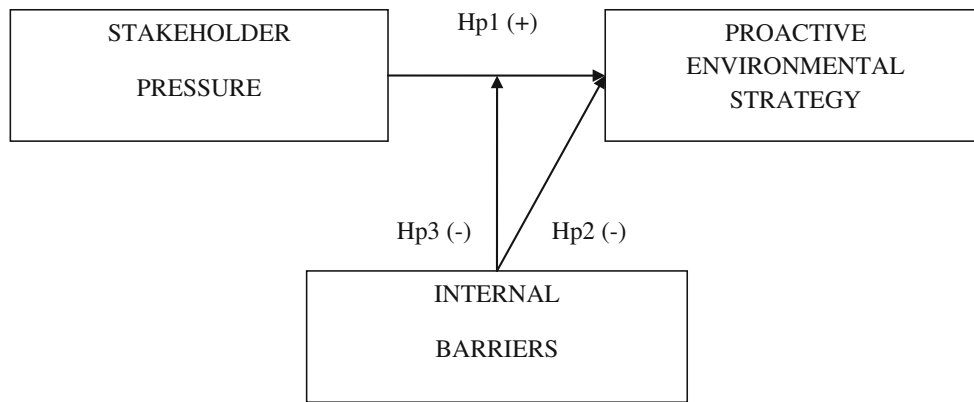 STAKEHOLDER
PRESSURE
Hp1 (+)
PROACTIVE
ENVIRONMENTAL
STRATEGY
Hp3 (-)
Hp2 (-)
INTERNAL
BARRIERS